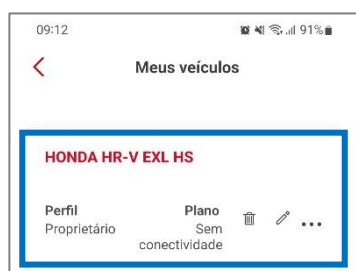 09:12 91%
Meus veículos
HONDA HR-V EXL HS
Perfil Plano
Proprietário Sem
conectividade